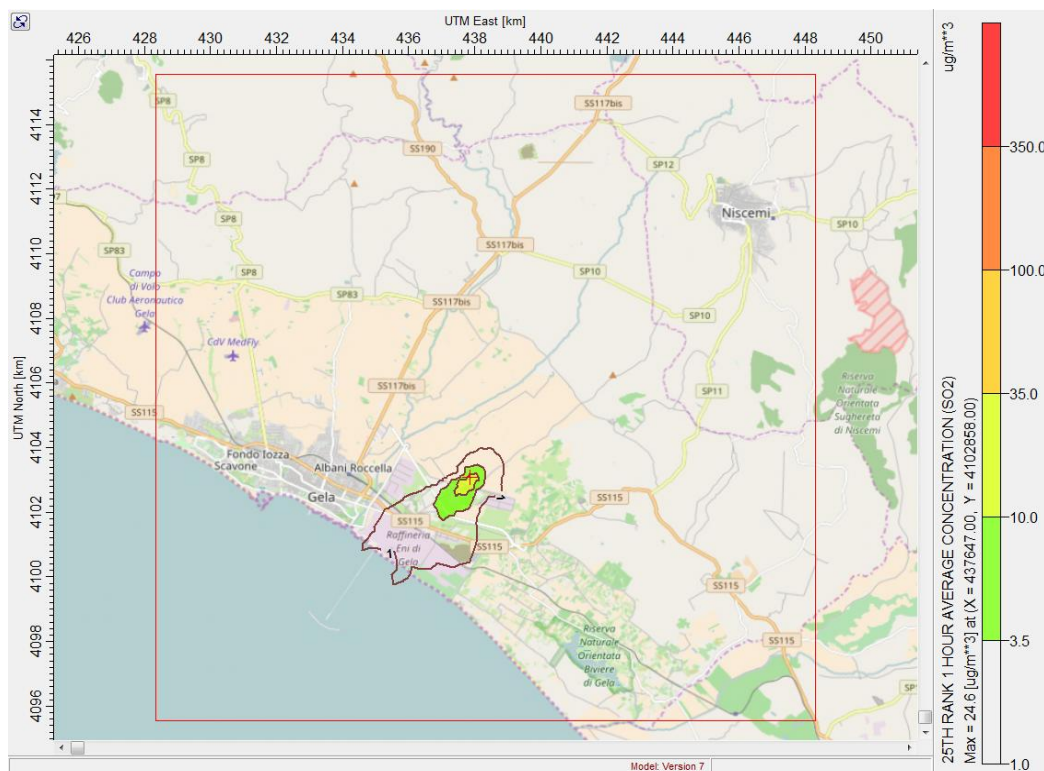 UTM East [km]
426 428 430 432 434 436 438 440 442 444 446 448 450
UTM North [km]
4114
4112
4110
4108
4106
4104
4102
4100
4098
4096
SP8
SS117bis
SS190
SP8
SP12
Niscemi
SP10
SP8
SP83
SS117bis
SP10
SP8
Campo
di Volo
Club Aeronautico
Gela
SP83
SS117bis
SP10
CdV MedFly
SS117bis
SP11
Riserva
Naturale
Orientata
Sughereta
di Niscemi
SS115
Fondo Iozza
Scavone
Albani Roccella
Gela
SS115
SS115
Raffineria
Eni di
Gela
1
SS115
SS115
Riserva
Naturale
Orientata
Biviere
di Gela
SS115
Model: Version 7
25TH RANK 1 HOUR AVERAGE CONCENTRATION (SO2)
Max = 24.6 [ug/m**3] at (X = 437647.00, Y = 4102858.00)
ug/m**3
350.0
100.0
35.0
10.0
3.5
1.0